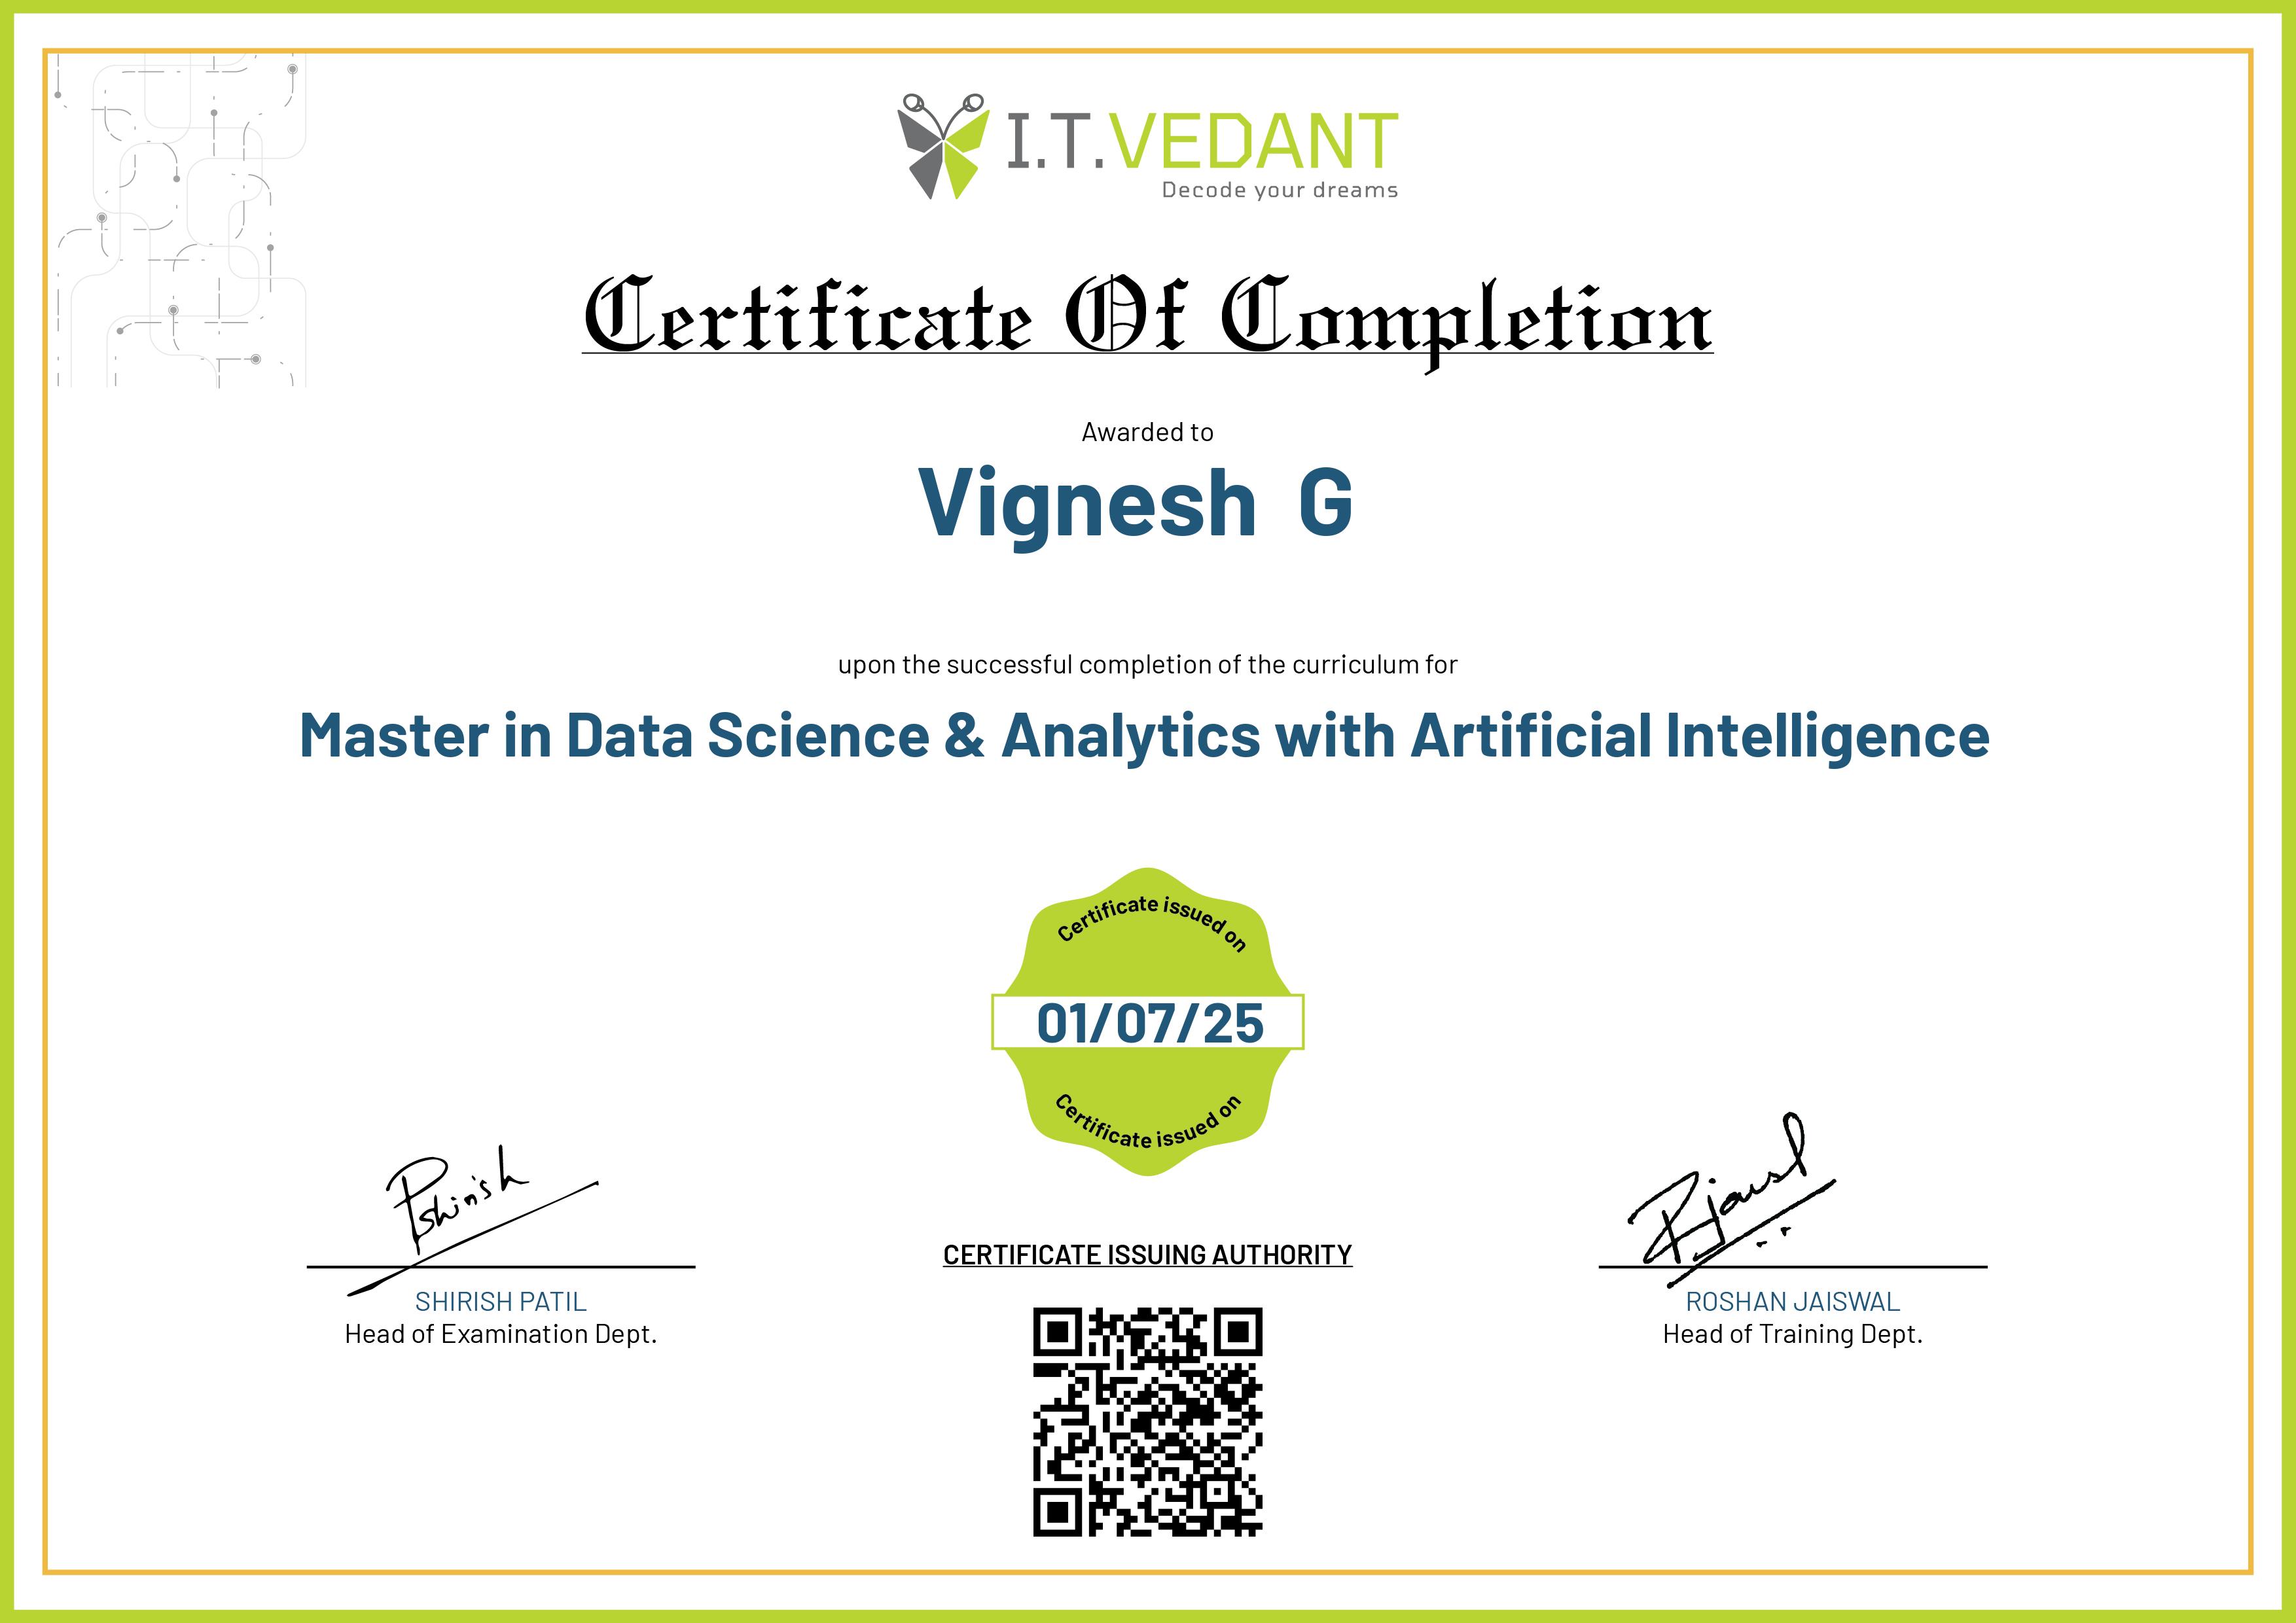 I.T.VEDANT
Decode your dreams
Certificate Of Completion
Awarded to
Vignesh G
upon the successful completion of the curriculum for
Master in Data Science & Analytics with Artificial Intelligence
Certificate issued on
01/07/25
Certificate issued on
Pshirish
Rjaiswal
CERTIFICATE ISSUING AUTHORITY
SHIRISH PATIL
Head of Examination Dept.
ROSHAN JAISWAL
Head of Training Dept.